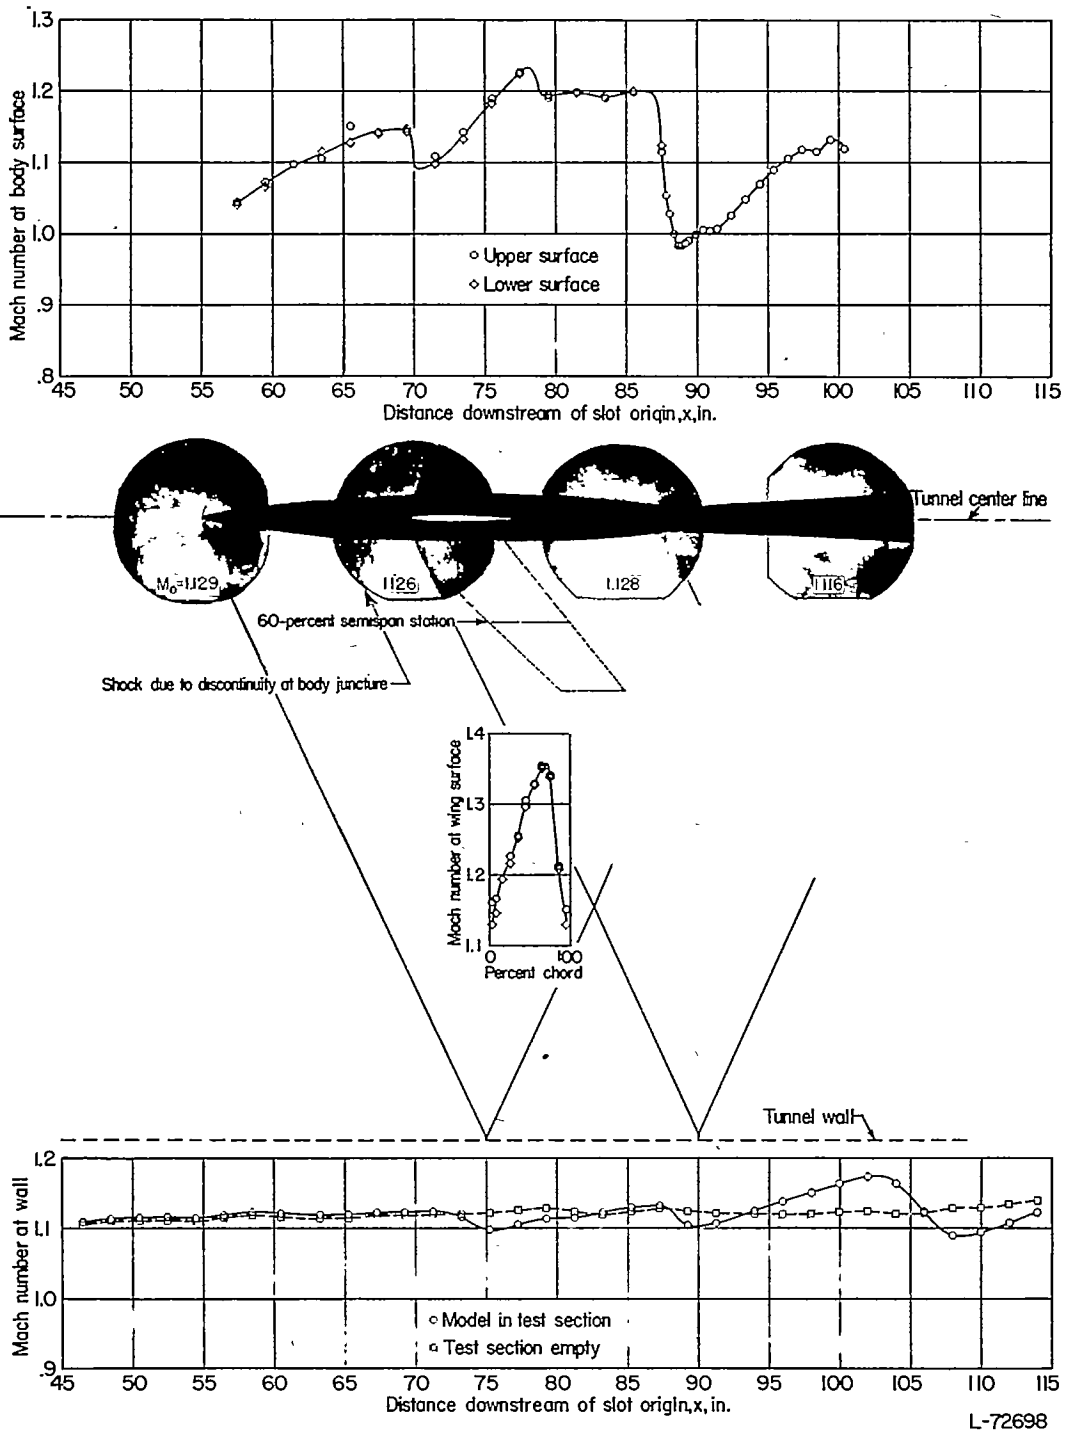 1.3
1.2
1.1
1.0
.9
.8
Mach number at body surface
Upper surface
Lower surface
45 50 55 60 65 70 75 80 85 90 95 100 105 110 115
Distance downstream of slot origin, x, in.
Tunnel center line
M₀=1.129
1.126
1.128
1.116
60-percent semispan station
Shock due to discontinuity at body juncture
1.4
1.3
1.2
1.1
Mach number at wing surface
0 100
Percent chord
Tunnel wall
1.2
1.1
1.0
.9
Mach number at wall
Model in test section
Test section empty
45 50 55 60 65 70 75 80 85 90 95 100 105 110 115
Distance downstream of slot origin, x, in.
L-72698